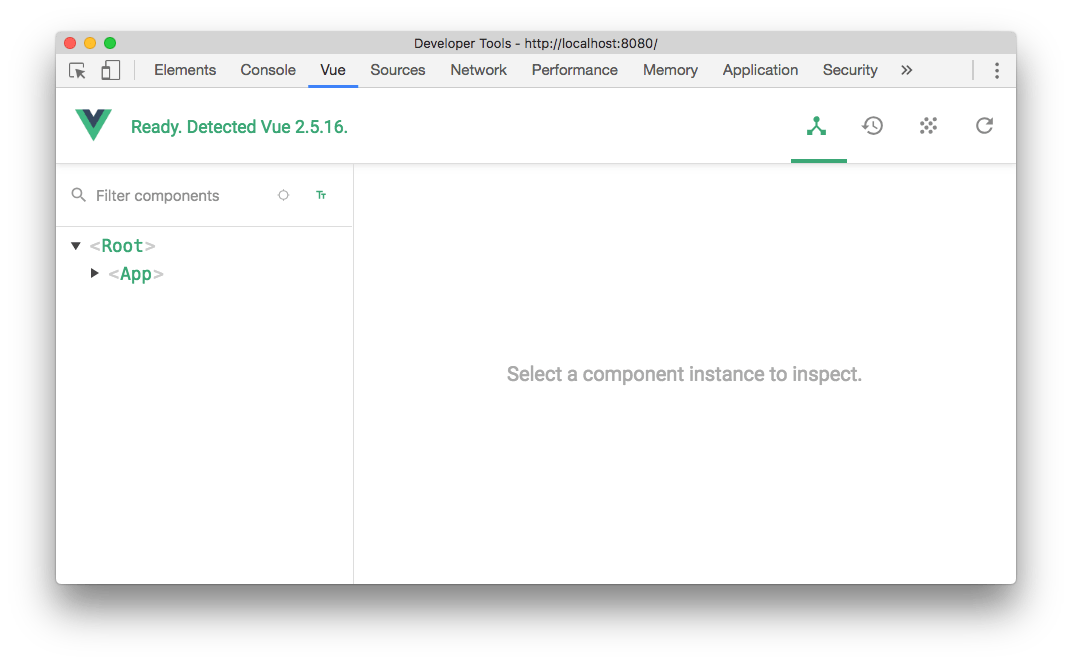 Developer Tools - http://localhost:8080/
Elements Console Vue Sources Network Performance Memory Application Security »
Ready. Detected Vue 2.5.16.
Filter components Tт
<Root>
<App>
Select a component instance to inspect.